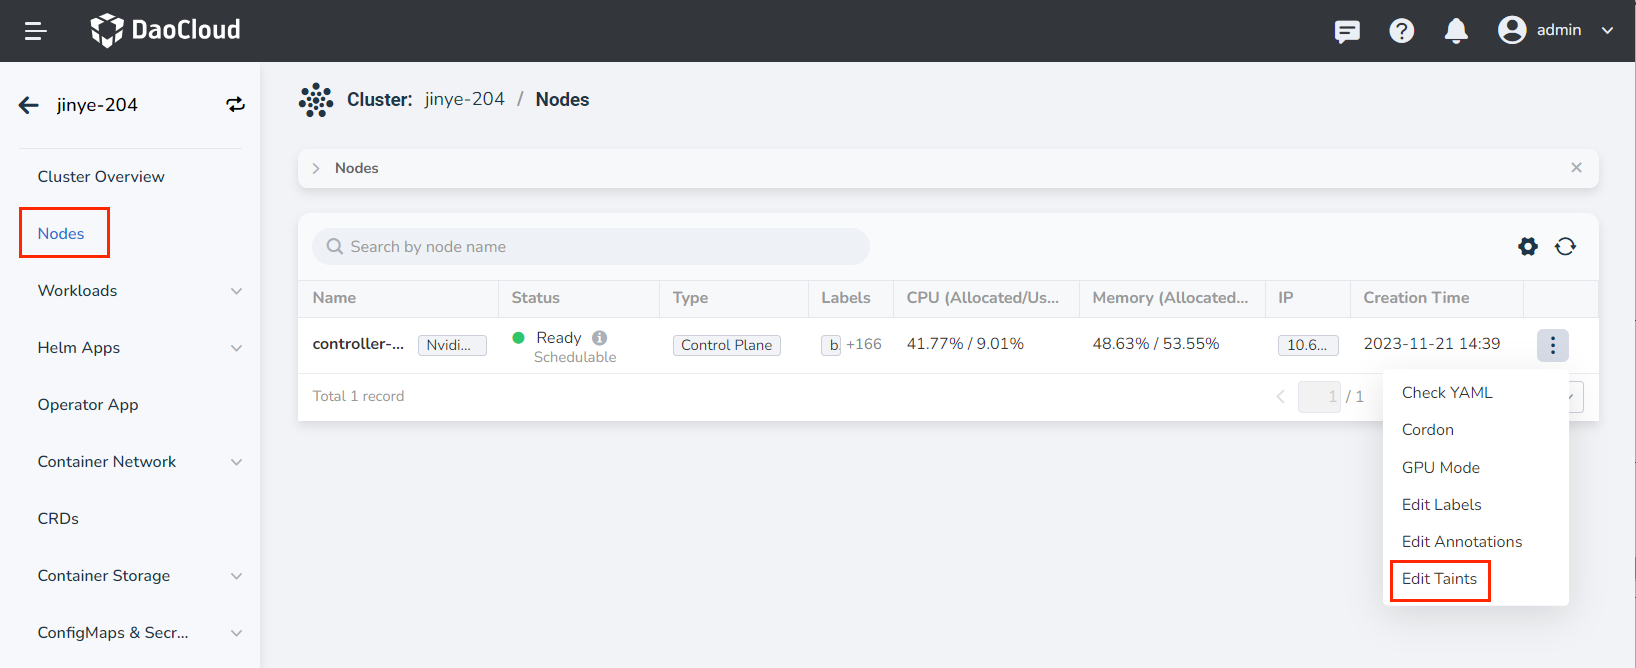 DaoCloud
admin
jinye-204
Cluster: jinye-204 / Nodes
Cluster Overview
Nodes
Workloads
Helm Apps
Operator App
Container Network
CRDs
Container Storage
ConfigMaps & Secr...
Nodes
Search by node name
Name Status Type Labels CPU (Allocated/Us... Memory (Allocated... IP Creation Time
controller-... Nvidi... Ready Control Plane b +166 41.77% / 9.01% 48.63% / 53.55% 10.6... 2023-11-21 14:39
Schedulable
Total 1 record 1 / 1
Check YAML
Cordon
GPU Mode
Edit Labels
Edit Annotations
Edit Taints